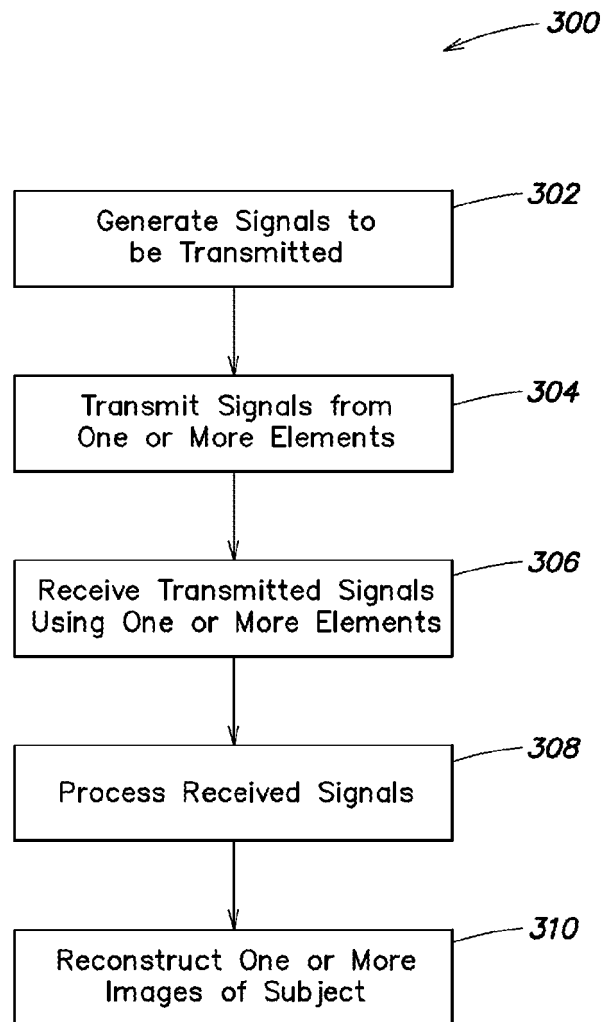 300
302
Generate Signals to
be Transmitted
304
Transmit Signals from
One or More Elements
306
Receive Transmitted Signals
Using One or More Elements
308
Process Received Signals
310
Reconstruct One or More
Images of Subject